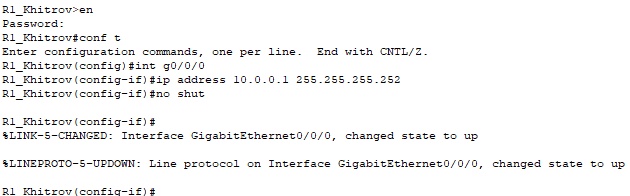 R1_Khitrov>en
Password:
R1_Khitrov#conf t
Enter configuration commands, one per line.  End with CNTL/Z.
R1_Khitrov(config)#int g0/0/0
R1_Khitrov(config-if)#ip address 10.0.0.1 255.255.255.252
R1_Khitrov(config-if)#no shut

R1_Khitrov(config-if)#
%LINK-5-CHANGED: Interface GigabitEthernet0/0/0, changed state to up

%LINEPROTO-5-UPDOWN: Line protocol on Interface GigabitEthernet0/0/0, changed state to up

R1_Khitrov(config-if)#